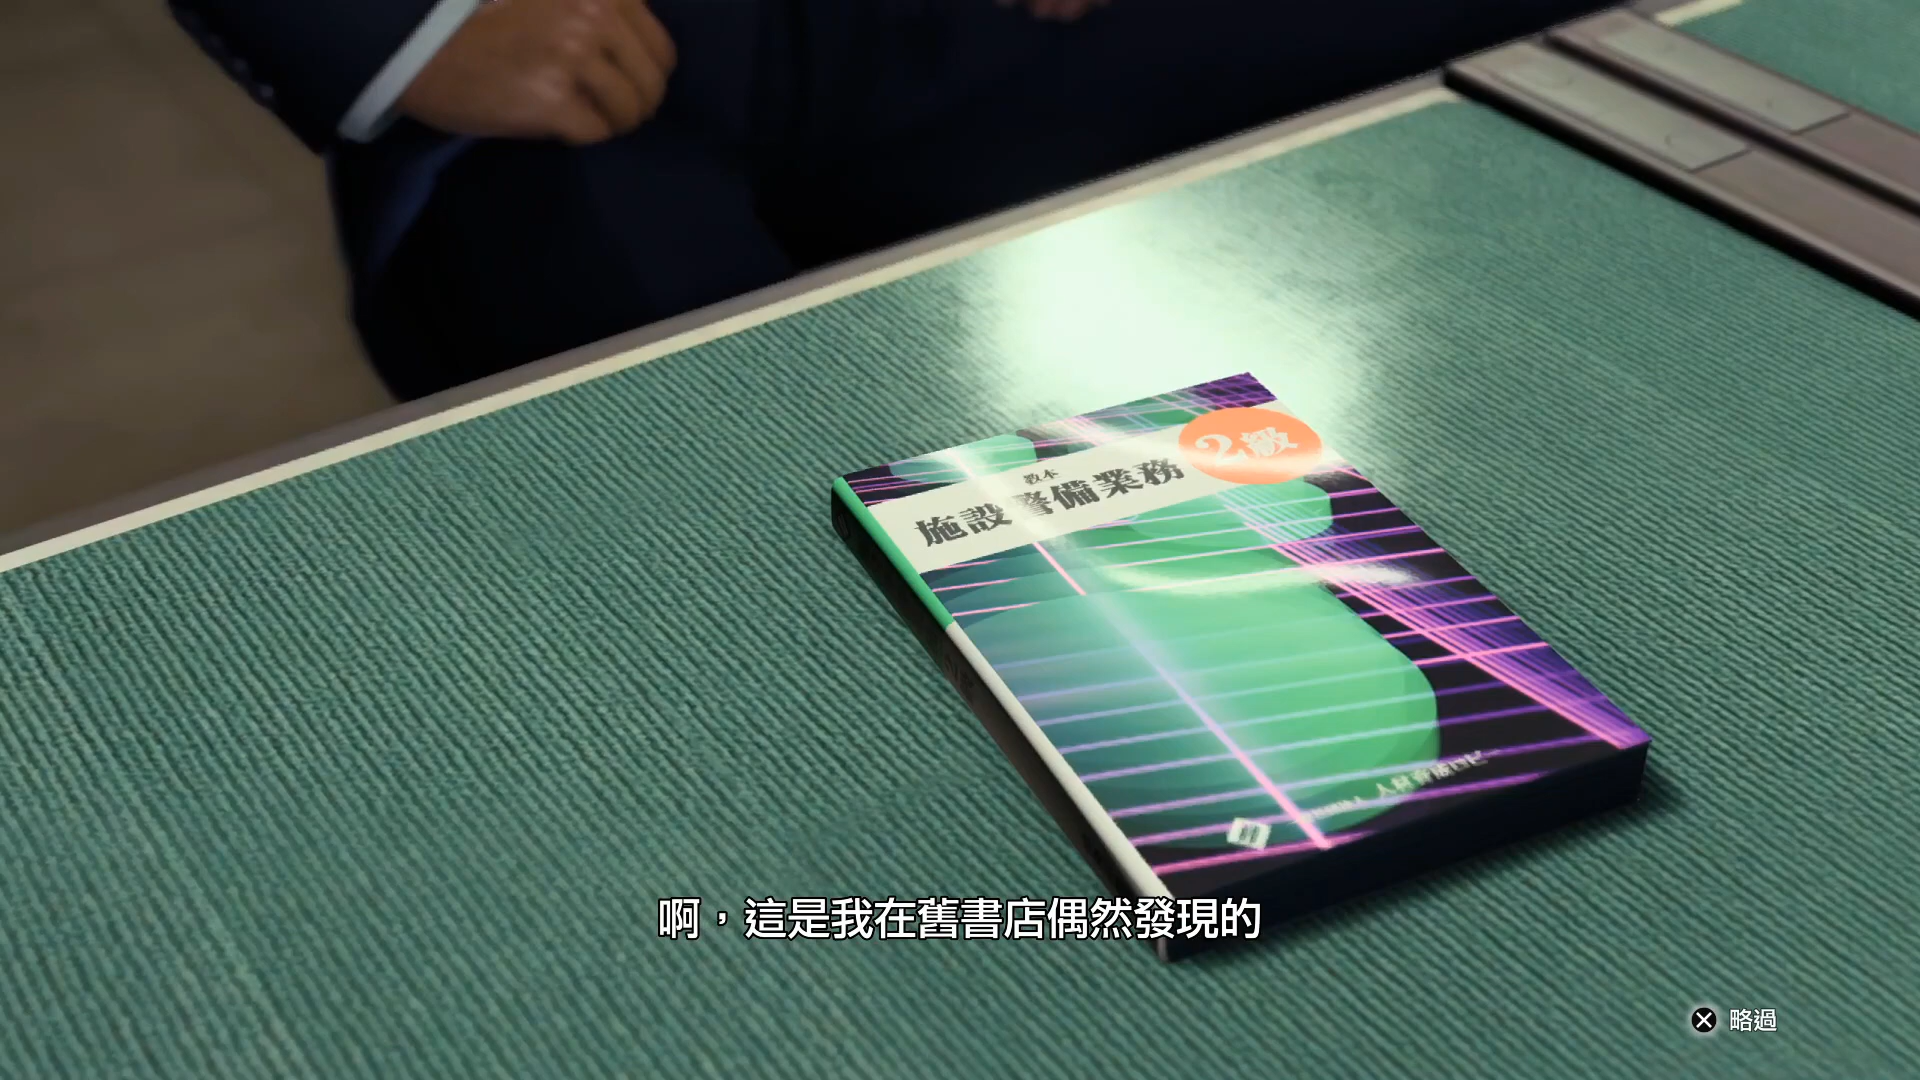 教本
2級
施設警備業務
啊，這是我在舊書店偶然發現的
略過